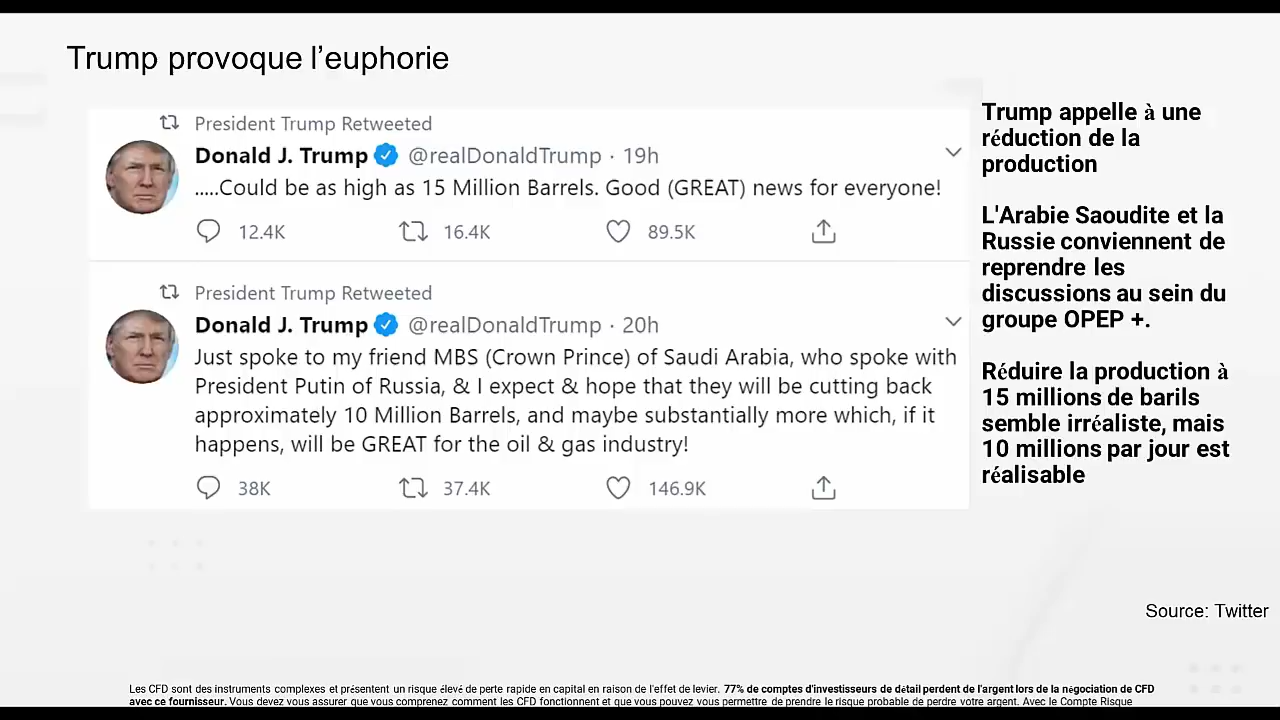 Trump provoque l'euphorie
President Trump Retweeted
Donald J. Trump @realDonaldTrump · 19h
.....Could be as high as 15 Million Barrels. Good (GREAT) news for everyone!
12.4K 16.4K 89.5K
President Trump Retweeted
Donald J. Trump @realDonaldTrump · 20h
Just spoke to my friend MBS (Crown Prince) of Saudi Arabia, who spoke with
President Putin of Russia, & I expect & hope that they will be cutting back
approximately 10 Million Barrels, and maybe substantially more which, if it
happens, will be GREAT for the oil & gas industry!
38K 37.4K 146.9K
Trump appelle à une
réduction de la
production
L'Arabie Saoudite et la
Russie conviennent de
reprendre les
discussions au sein du
groupe OPEP +.
Réduire la production à
15 millions de barils
semble irréaliste, mais
10 millions par jour est
réalisable
Source: Twitter
Les CFD sont des instruments complexes et présentent un risque élevé de perte rapide en capital en raison de l'effet de levier. 77% de comptes d'investisseurs de détail perdent de l'argent lors de la négociation de CFD
avec ce fournisseur. Vous devez vous assurer que vous comprenez comment les CFD fonctionnent et que vous pouvez vous permettre de prendre le risque probable de perdre votre argent. Avec le Compte Risque